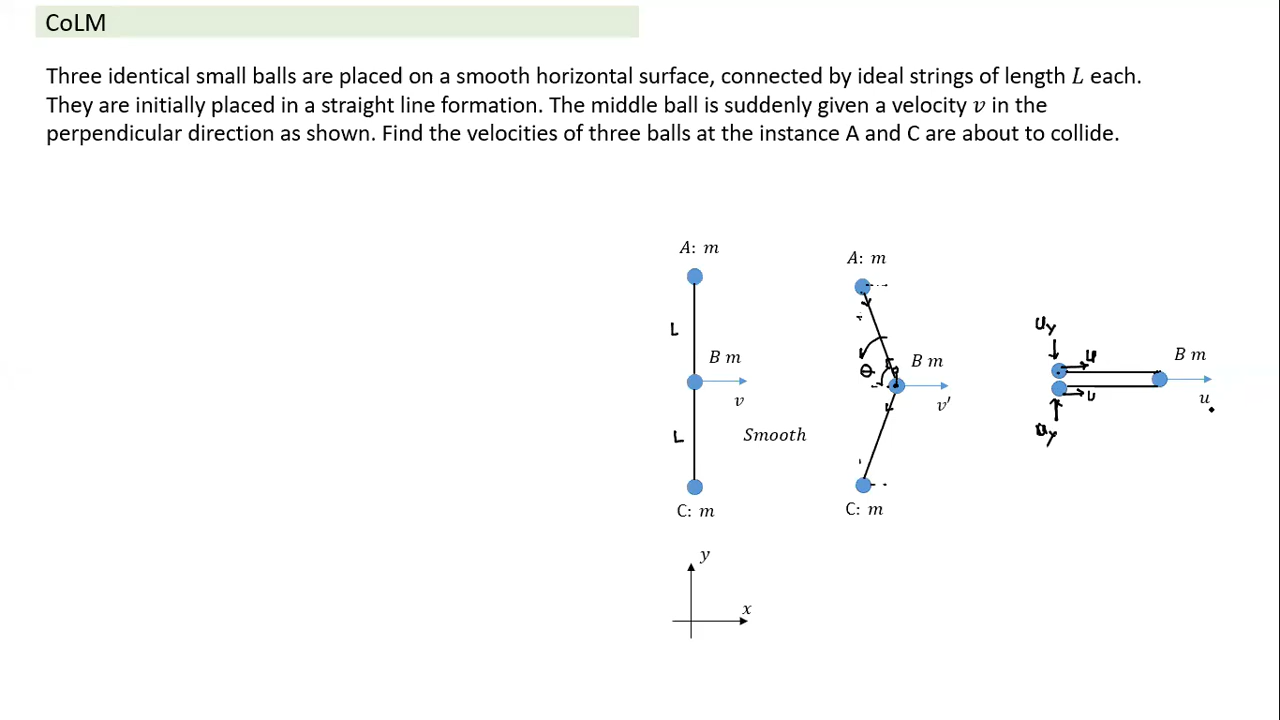 CoLM
Three identical small balls are placed on a smooth horizontal surface, connected by ideal strings of length L each.
They are initially placed in a straight line formation. The middle ball is suddenly given a velocity v in the
perpendicular direction as shown. Find the velocities of three balls at the instance A and C are about to collide.
A: m
L
B m
v
L
Smooth
C: m
A: m
θ
B m
v'
C: m
uy
u
B m
u
u
uy
y
x